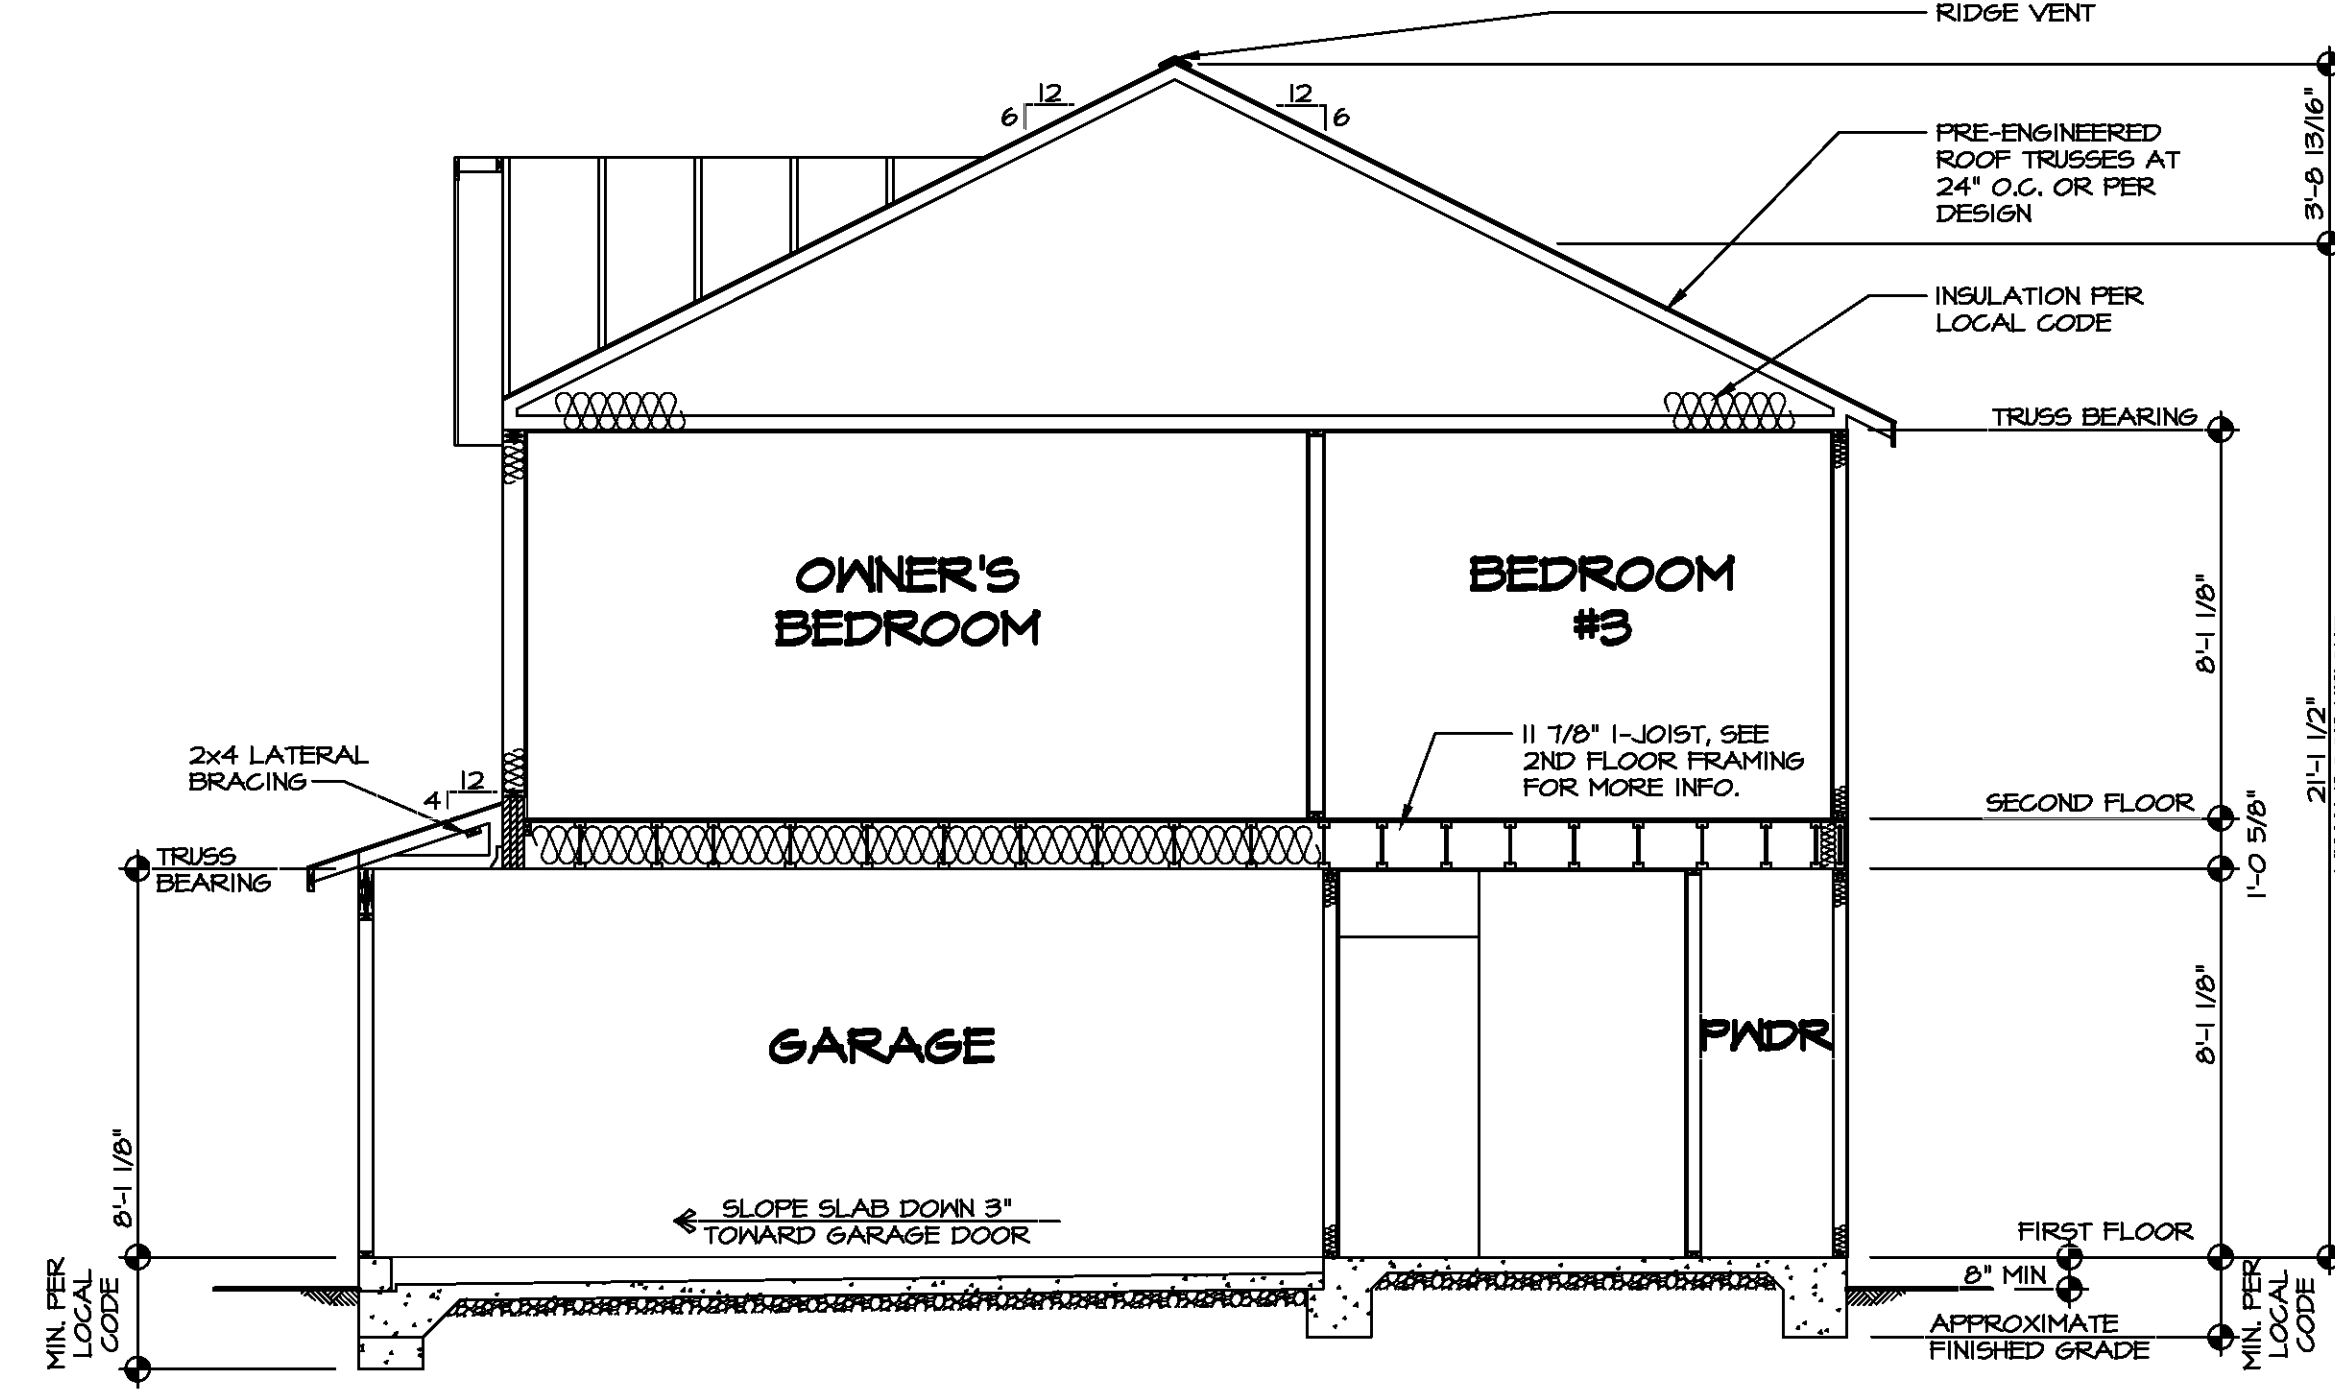 RIDGE VENT
12
6
12
6
PRE-ENGINEERED
ROOF TRUSSES AT
24" O.C. OR PER
DESIGN
3'-8 13/16"
INSULATION PER
LOCAL CODE
TRUSS BEARING
OWNER'S
BEDROOM
BEDROOM
#3
8'-1 1/8"
21'-1 1/2"
11 7/8" I-JOIST, SEE
2ND FLOOR FRAMING
FOR MORE INFO.
2x4 LATERAL
BRACING
12
4
SECOND FLOOR
1'-0 5/8"
TRUSS
BEARING
GARAGE
PWDR
8'-1 1/8"
8'-1 1/8"
SLOPE SLAB DOWN 3"
TOWARD GARAGE DOOR
FIRST FLOOR
8" MIN
APPROXIMATE
FINISHED GRADE
MIN. PER
LOCAL
CODE
MIN. PER
LOCAL
CODE